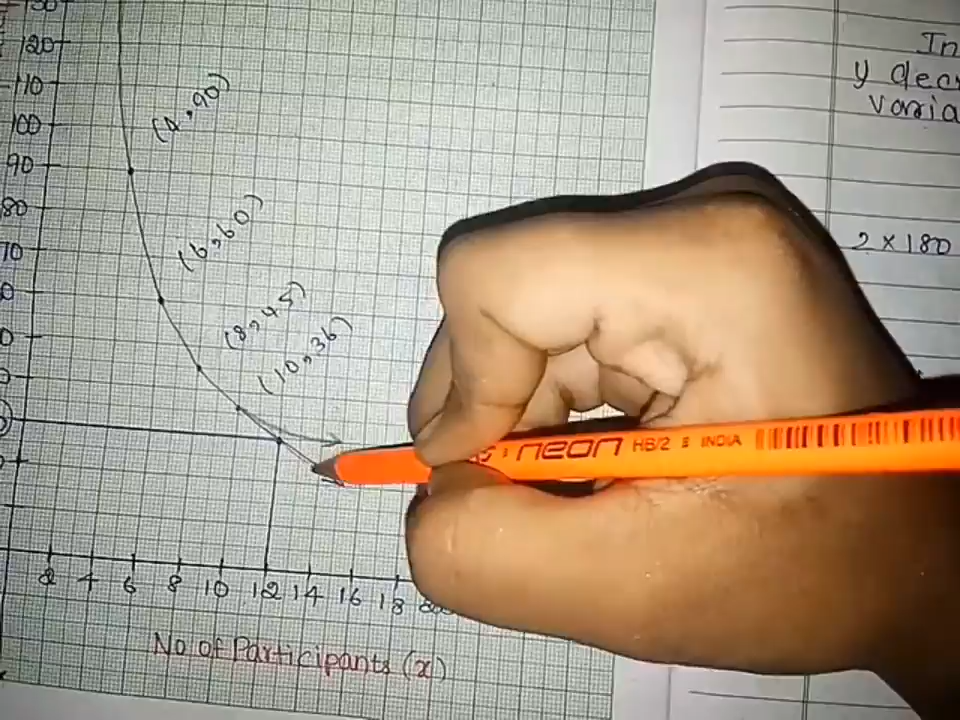 120
110
100
90
80
(4,90)
(6,60)
(8,45)
(10,36)
2 4 6 8 10 12 14 16 18
No of Participants (x)
In
y decr
varia
2 × 180
neon HB/2 INDIA